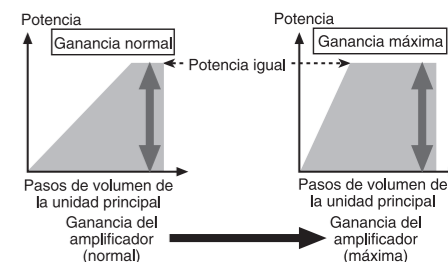 Potencia
Ganancia normal
Potencia igual
Pasos de volumen de
la unidad principal
Ganancia del
amplificador
(normal)
Potencia
Ganancia máxima
Pasos de volumen de
la unidad principal
Ganancia del
amplificador
(máxima)